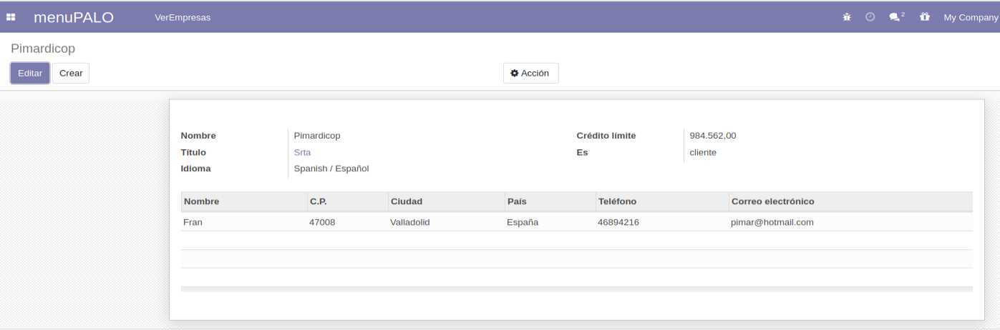 menuPALO VerEmpresas 2 My Company
Pimardicop
Editar Crear Acción
Nombre Pimardicop Crédito límite 984.562,00
Título Srta Es cliente
Idioma Spanish / Español
Nombre C.P. Ciudad País Teléfono Correo electrónico
Fran 47008 Valladolid España 46894216 pimar@hotmail.com